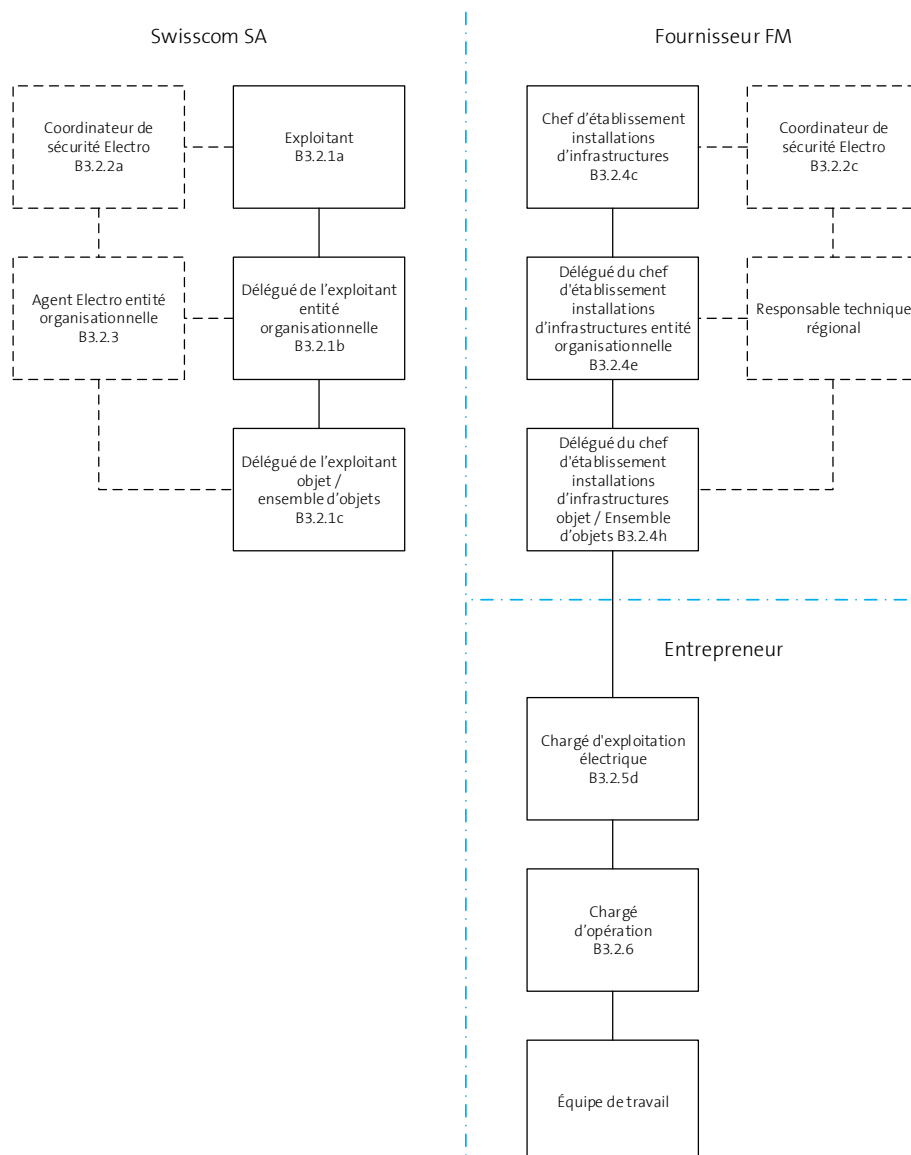 Swisscom SA
Fournisseur FM
Coordinateur de
sécurité Electro
B3.2.2a
Exploitant
B3.2.1a
Chef d'établissement
installations
d'infrastructures
B3.2.4c
Coordinateur de
sécurité Electro
B3.2.2c
Agent Electro entité
organisationnelle
B3.2.3
Délégué de l'exploitant
entité
organisationnelle
B3.2.1b
Délégué du chef
d'établissement
installations
d'infrastructures entité
organisationnelle
B3.2.4e
Responsable technique
régional
Délégué de l'exploitant
objet /
ensemble d'objets
B3.2.1c
Délégué du chef
d'établissement
installations
d'infrastructures
objet / Ensemble
d'objets B3.2.4h
Entrepreneur
Chargé d'exploitation
électrique
B3.2.5d
Chargé
d'opération
B3.2.6
Équipe de travail